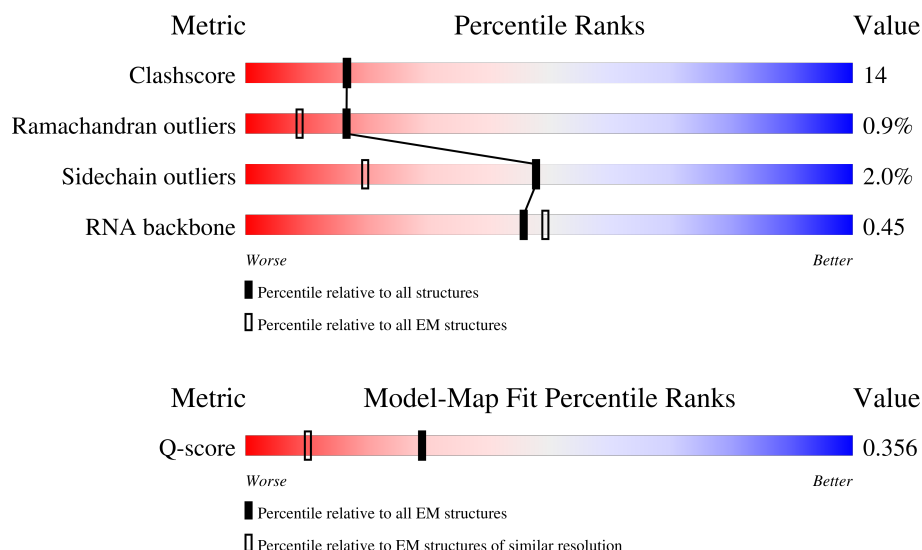 Metric Percentile Ranks Value
Clashscore 14
Ramachandran outliers 0.9%
Sidechain outliers 2.0%
RNA backbone 0.45
Worse Better
Percentile relative to all structures
Percentile relative to all EM structures
Metric Model-Map Fit Percentile Ranks Value
Q-score 0.356
Worse Better
Percentile relative to all EM structures
Percentile relative to EM structures of similar resolution